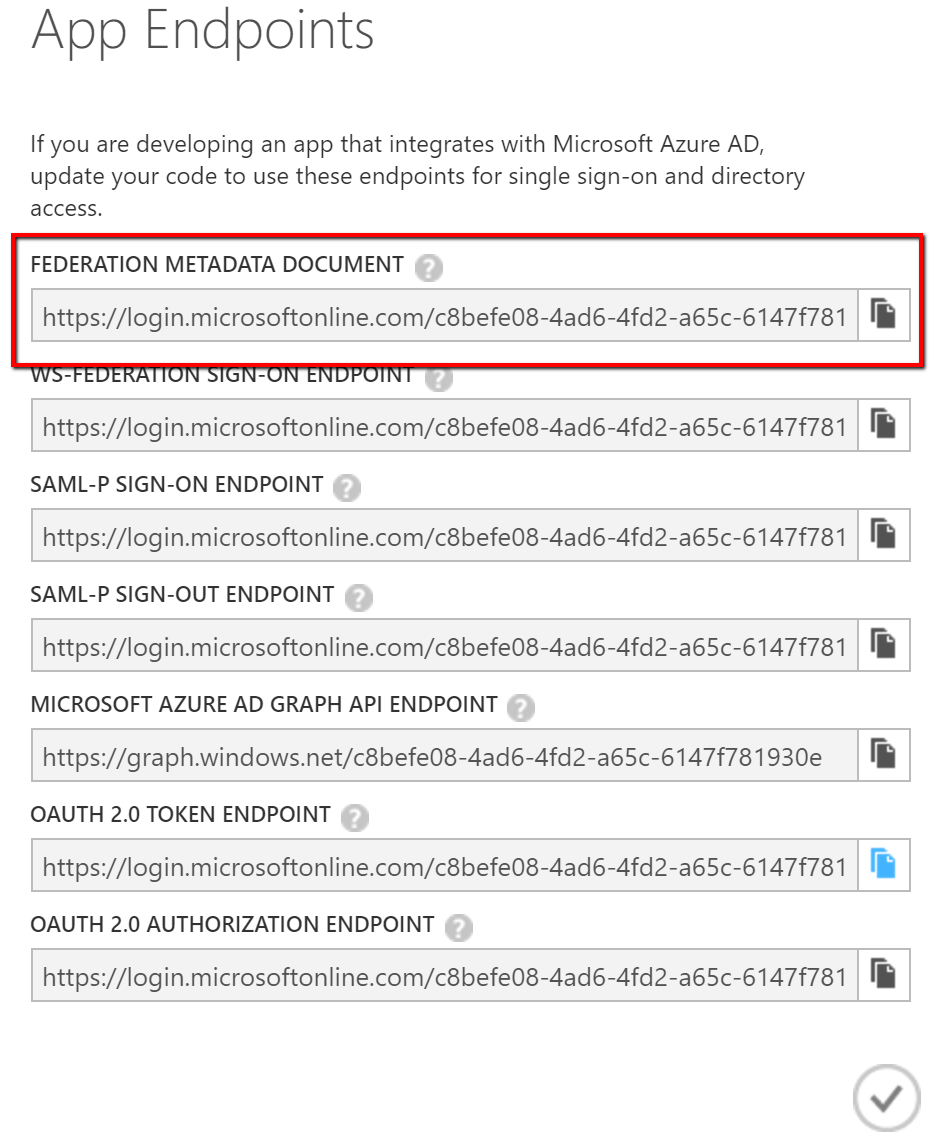 App Endpoints
If you are developing an app that integrates with Microsoft Azure AD,
update your code to use these endpoints for single sign-on and directory
access.
FEDERATION METADATA DOCUMENT ?
https://login.microsoftonline.com/c8befe08-4ad6-4fd2-a65c-6147f781
WS-FEDERATION SIGN-ON ENDPOINT ?
https://login.microsoftonline.com/c8befe08-4ad6-4fd2-a65c-6147f781
SAML-P SIGN-ON ENDPOINT ?
https://login.microsoftonline.com/c8befe08-4ad6-4fd2-a65c-6147f781
SAML-P SIGN-OUT ENDPOINT ?
https://login.microsoftonline.com/c8befe08-4ad6-4fd2-a65c-6147f781
MICROSOFT AZURE AD GRAPH API ENDPOINT ?
https://graph.windows.net/c8befe08-4ad6-4fd2-a65c-6147f781930e
OAUTH 2.0 TOKEN ENDPOINT ?
https://login.microsoftonline.com/c8befe08-4ad6-4fd2-a65c-6147f781
OAUTH 2.0 AUTHORIZATION ENDPOINT ?
https://login.microsoftonline.com/c8befe08-4ad6-4fd2-a65c-6147f781